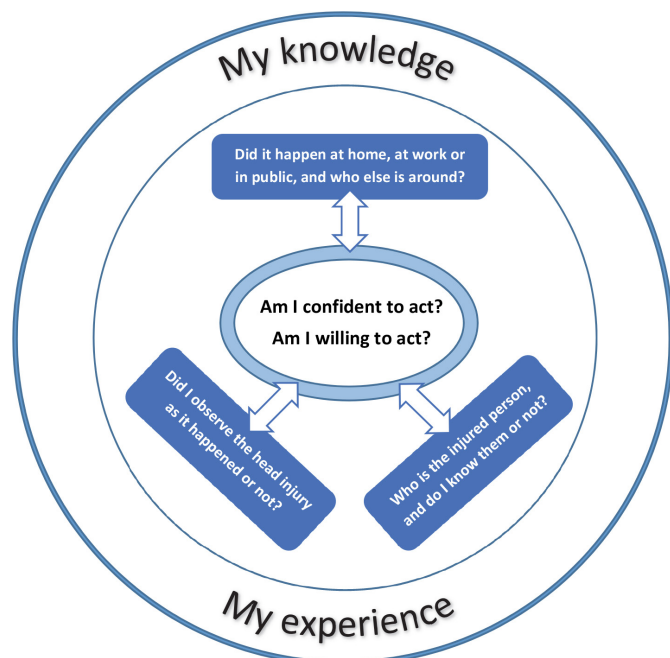 My knowledge
Did it happen at home, at work or
in public, and who else is around?
Am I confident to act?
Am I willing to act?
Did I observe the head injury
as it happened or not?
Who is the injured person,
and do I know them or not?
My experience